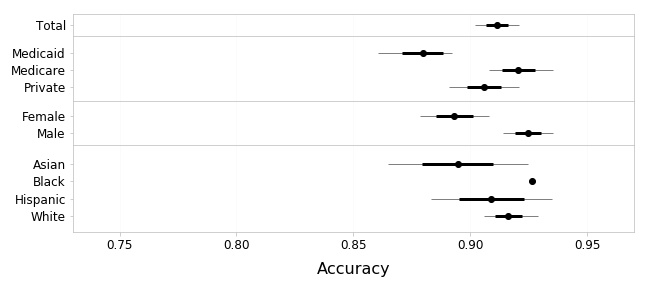 Total
Medicaid
Medicare
Private
Female
Male
Asian
Black
Hispanic
White
0.75 0.80 0.85 0.90 0.95
Accuracy